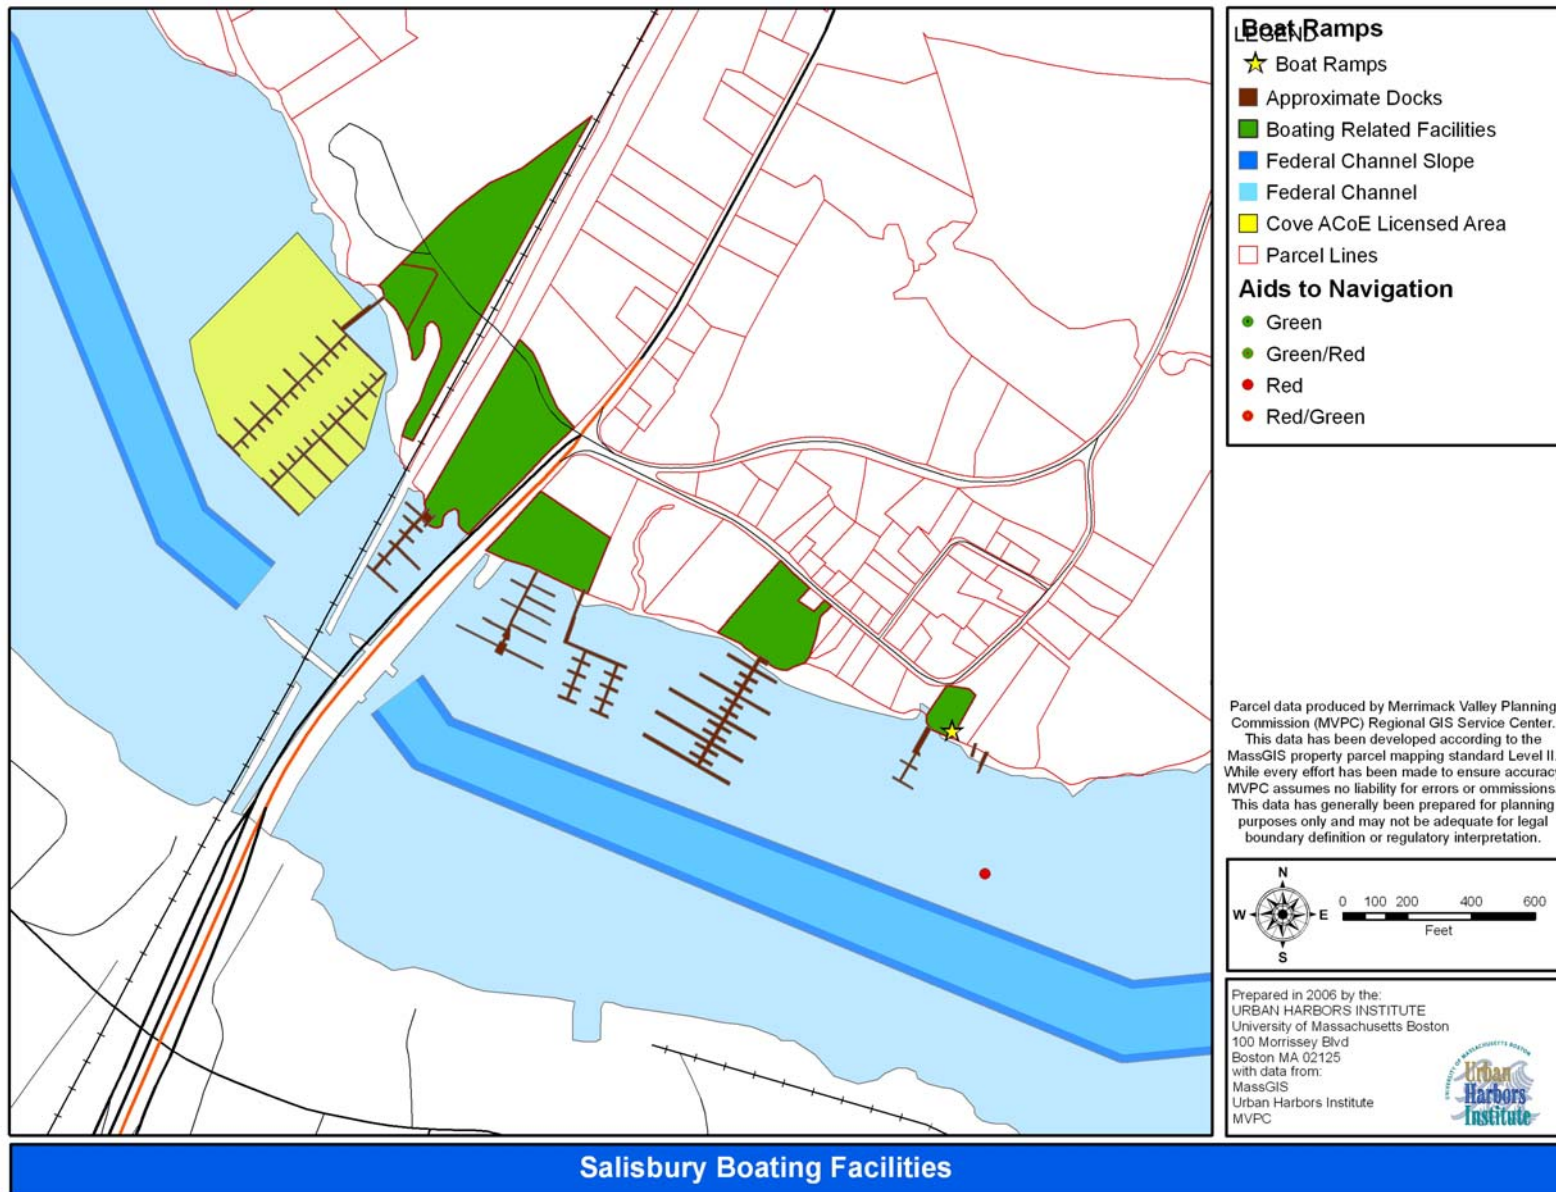 LEGEND
Boat Ramps
Boat Ramps
Approximate Docks
Boating Related Facilities
Federal Channel Slope
Federal Channel
Cove ACoE Licensed Area
Parcel Lines
Aids to Navigation
Green
Green/Red
Red
Red/Green
Parcel data produced by Merrimack Valley Planning
Commission (MVPC) Regional GIS Service Center.
This data has been developed according to the
MassGIS property parcel mapping standard Level II.
While every effort has been made to ensure accuracy
MVPC assumes no liability for errors or ommissions.
This data has generally been prepared for planning
purposes only and may not be adequate for legal
boundary definition or regulatory interpretation.
N
W E
S
0 100 200 400 600
Feet
Prepared in 2006 by the:
URBAN HARBORS INSTITUTE
University of Massachusetts Boston
100 Morrissey Blvd
Boston MA 02125
with data from:
MassGIS
Urban Harbors Institute
MVPC
UNIVERSITY OF MASSACHUSETTS BOSTON
Urban
Harbors
Institute
Salisbury Boating Facilities